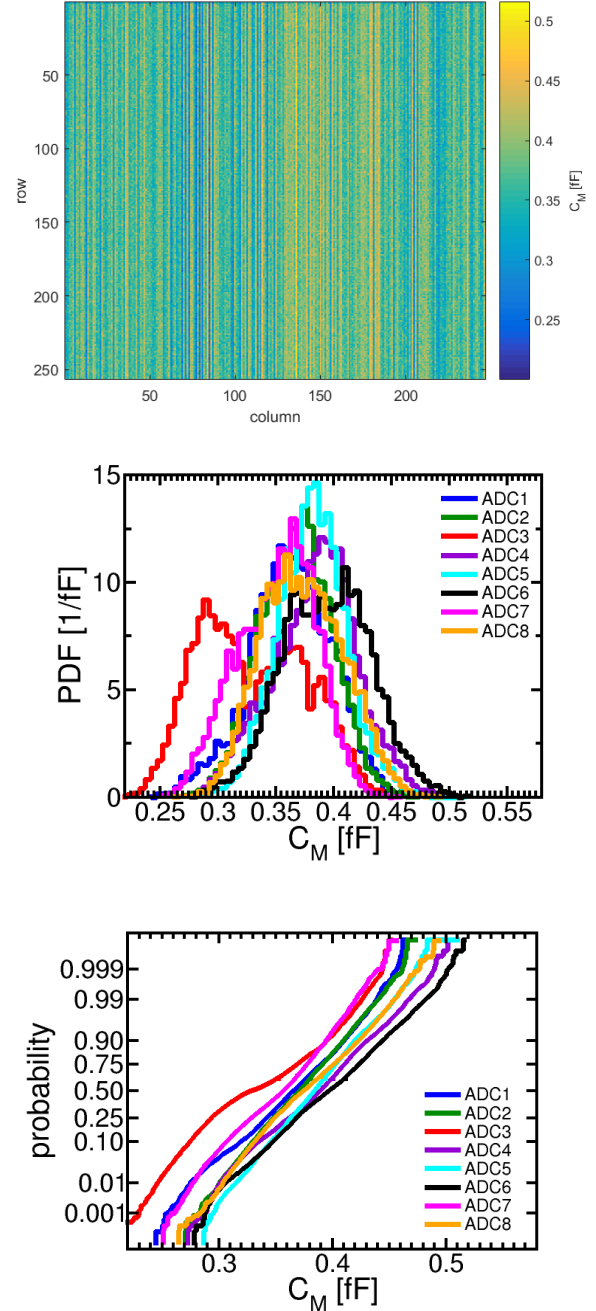 0.5
50
0.45
100
0.4
row
C_M [fF]
150
0.35
200
0.3
0.25
250
50 100 150 200
column
15
10
5
0
PDF [1/fF]
ADC1
ADC2
ADC3
ADC4
ADC5
ADC6
ADC7
ADC8
0.25 0.3 0.35 0.4 0.45 0.5 0.55
C_M [fF]
0.999
0.99
0.90
0.75
0.50
0.25
0.10
0.01
0.001
probability
ADC1
ADC2
ADC3
ADC4
ADC5
ADC6
ADC7
ADC8
0.3 0.4 0.5
C_M [fF]